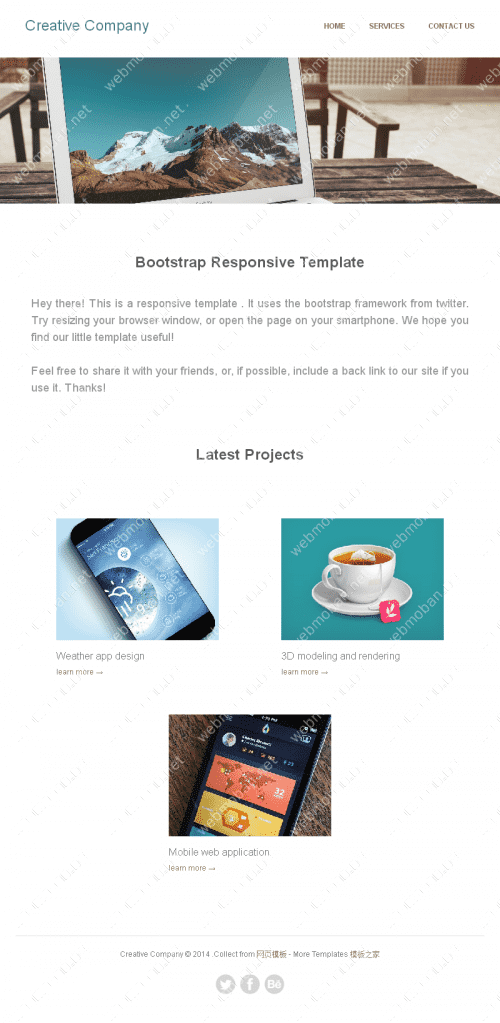 Creative Company
HOME SERVICES CONTACT US
Bootstrap Responsive Template
Hey there! This is a responsive template . It uses the bootstrap framework from twitter.
Try resizing your browser window, or open the page on your smartphone. We hope you
find our little template useful!
Feel free to share it with your friends, or, if possible, include a back link to our site if you
use it. Thanks!
Latest Projects
Weather app design
learn more →
3D modeling and rendering
learn more →
32
Mobile web application
learn more →
Creative Company © 2014 .Collect from 网页模板 - More Templates 模板之家
webmoban.net